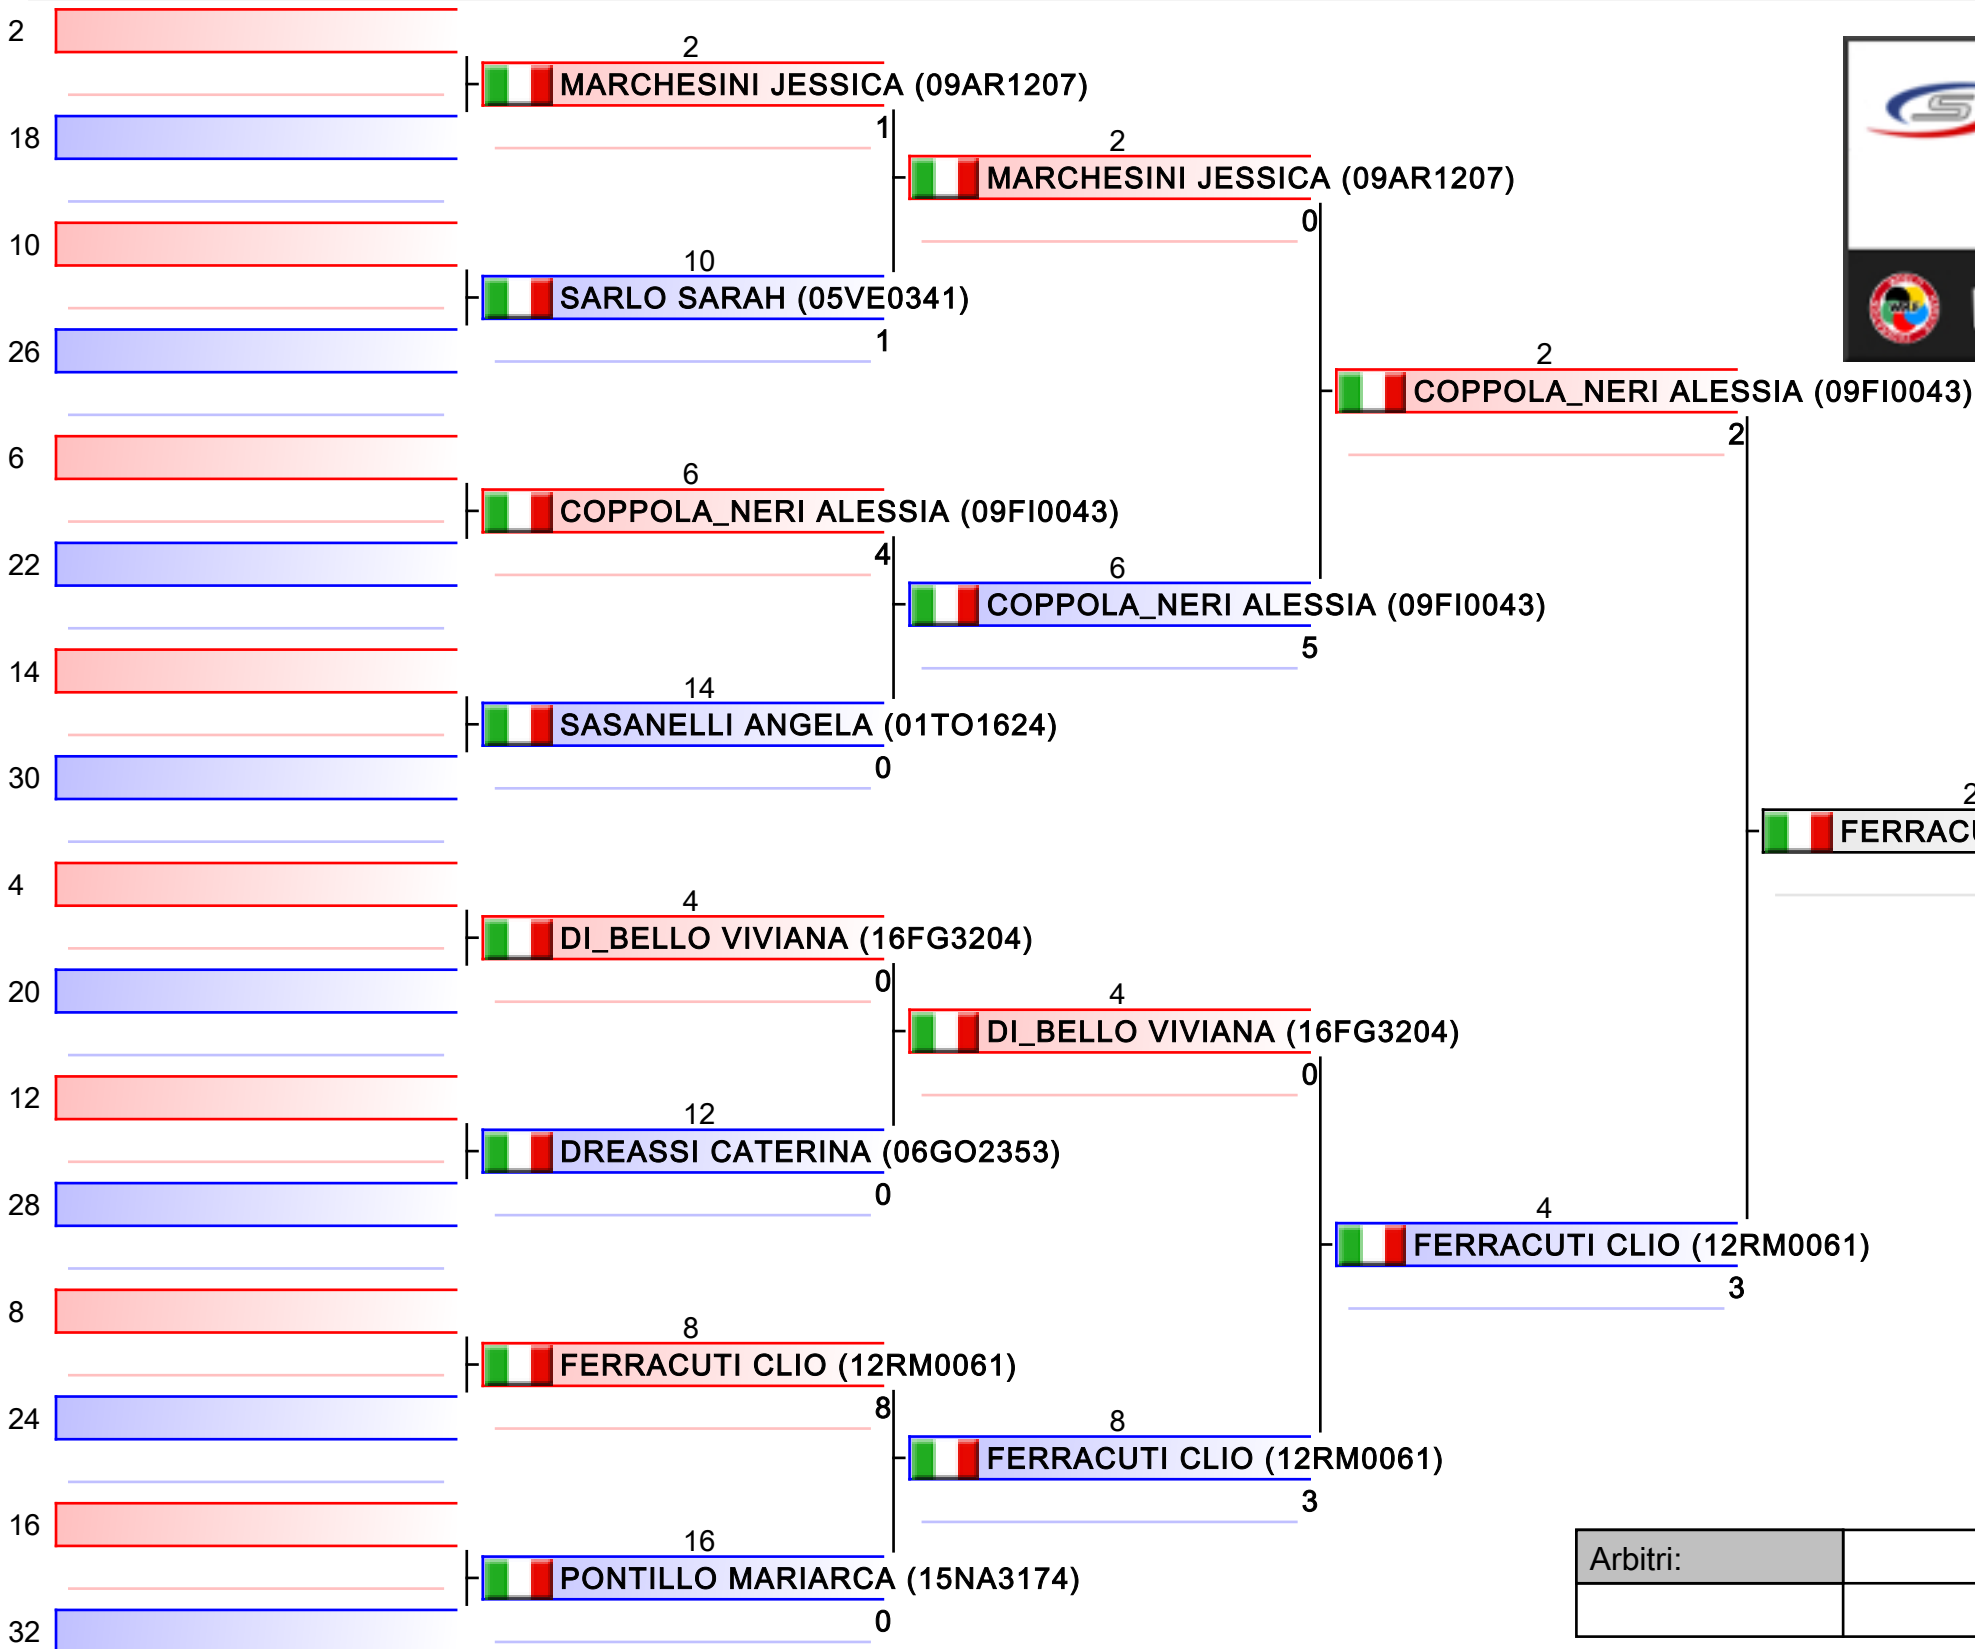 2
2
MARCHESINI JESSICA (09AR1207)
18
1
2
MARCHESINI JESSICA (09AR1207)
0
10
10
SARLO SARAH (05VE0341)
1
26
2
COPPOLA_NERI ALESSIA (09FI0043)
2
6
6
COPPOLA_NERI ALESSIA (09FI0043)
4
22
6
COPPOLA_NERI ALESSIA (09FI0043)
5
14
14
SASANELLI ANGELA (01TO1624)
0
30
2
FERRACU
4
4
DI_BELLO VIVIANA (16FG3204)
0
20
4
DI_BELLO VIVIANA (16FG3204)
0
12
12
DREASSI CATERINA (06GO2353)
0
28
4
FERRACUTI CLIO (12RM0061)
3
8
8
FERRACUTI CLIO (12RM0061)
8
24
8
FERRACUTI CLIO (12RM0061)
3
16
16
PONTILLO MARIARCA (15NA3174)
0
32
Arbitri: